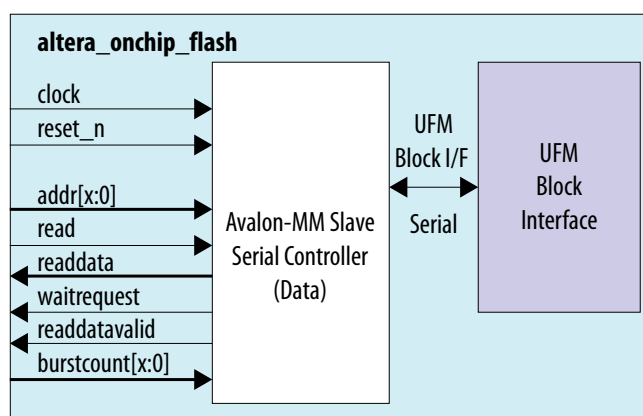 altera_onchip_flash
clock
reset_n
addr[x:0]
read
readdata
waitrequest
readdatavalid
burstcount[x:0]
Avalon-MM Slave
Serial Controller
(Data)
UFM
Block I/F
Serial
UFM
Block
Interface